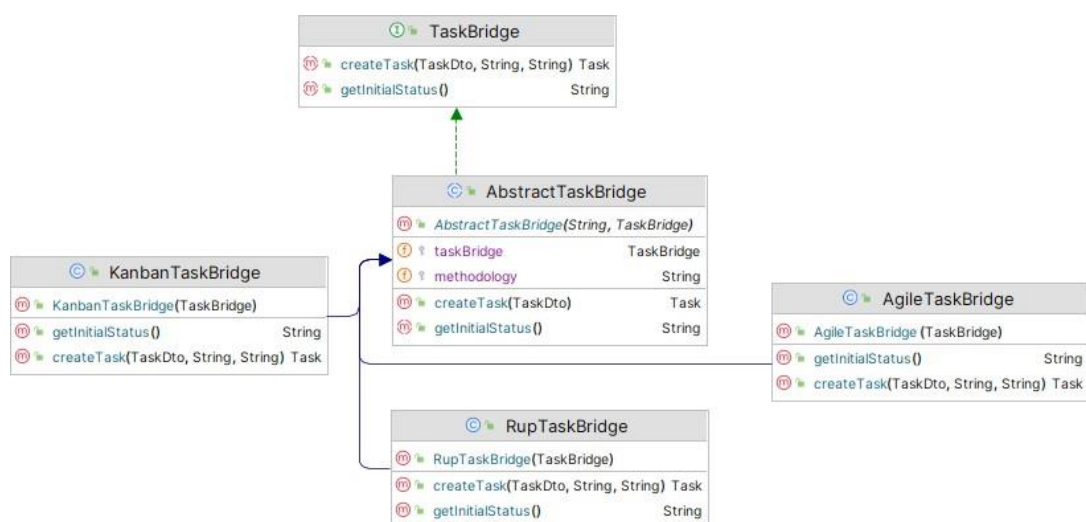 TaskBridge
createTask(TaskDto, String, String) Task
getInitialStatus() String
AbstractTaskBridge
AbstractTaskBridge(String, TaskBridge)
taskBridge TaskBridge
methodology String
createTask(TaskDto) Task
getInitialStatus() String
KanbanTaskBridge
KanbanTaskBridge(TaskBridge)
getInitialStatus() String
createTask(TaskDto, String, String) Task
AgileTaskBridge
AgileTaskBridge (TaskBridge)
getInitialStatus() String
createTask(TaskDto, String, String) Task
RupTaskBridge
RupTaskBridge(TaskBridge)
createTask(TaskDto, String, String) Task
getInitialStatus() String